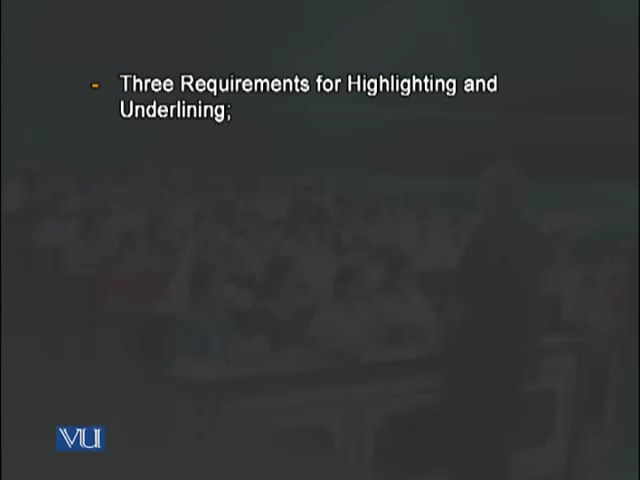 - Three Requirements for Highlighting and
Underlining;
VU